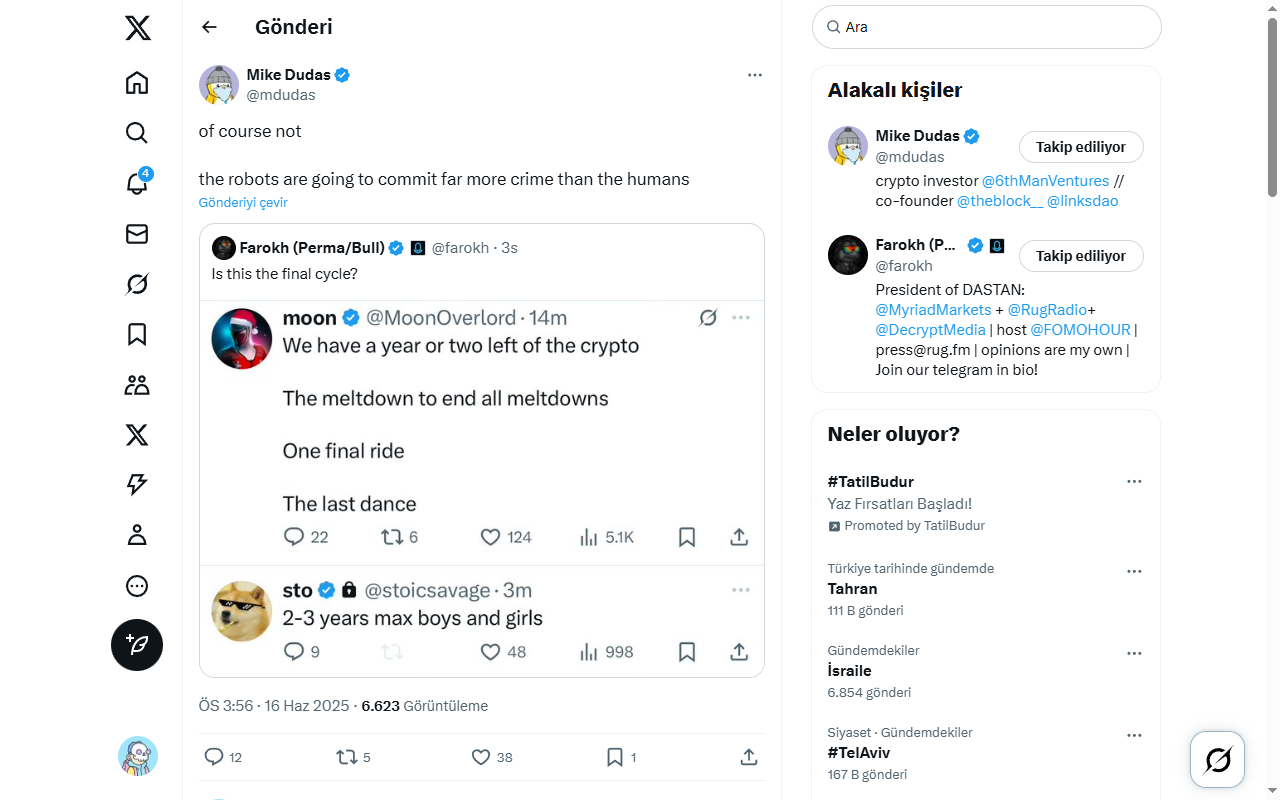 Gönderi
Mike Dudas
@mdudas
of course not
the robots are going to commit far more crime than the humans
Gönderiyi çevir
Farokh (Perma/Bull) @farokh · 3s
Is this the final cycle?
moon @MoonOverlord · 14m
We have a year or two left of the crypto
The meltdown to end all meltdowns
One final ride
The last dance
22 6 124 5.1K
sto @stoicsavage · 3m
2-3 years max boys and girls
9 48 998
ÖS 3:56 · 16 Haz 2025 · 6.623 Görüntüleme
12 5 38 1
4
Ara
Alakalı kişiler
Mike Dudas
@mdudas
Takip ediliyor
crypto investor @6thManVentures //
co-founder @theblock__ @linksdao
Farokh (P...
@farokh
Takip ediliyor
President of DASTAN:
@MyriadMarkets + @RugRadio+
@DecryptMedia | host @FOMOHOUR |
press@rug.fm | opinions are my own |
Join our telegram in bio!
Neler oluyor?
#TatilBudur
Yaz Fırsatları Başladı!
Promoted by TatilBudur
Türkiye tarihinde gündemde
Tahran
111 B gönderi
Gündemdekiler
İsraile
6.854 gönderi
Siyaset · Gündemdekiler
#TelAviv
167 B gönderi